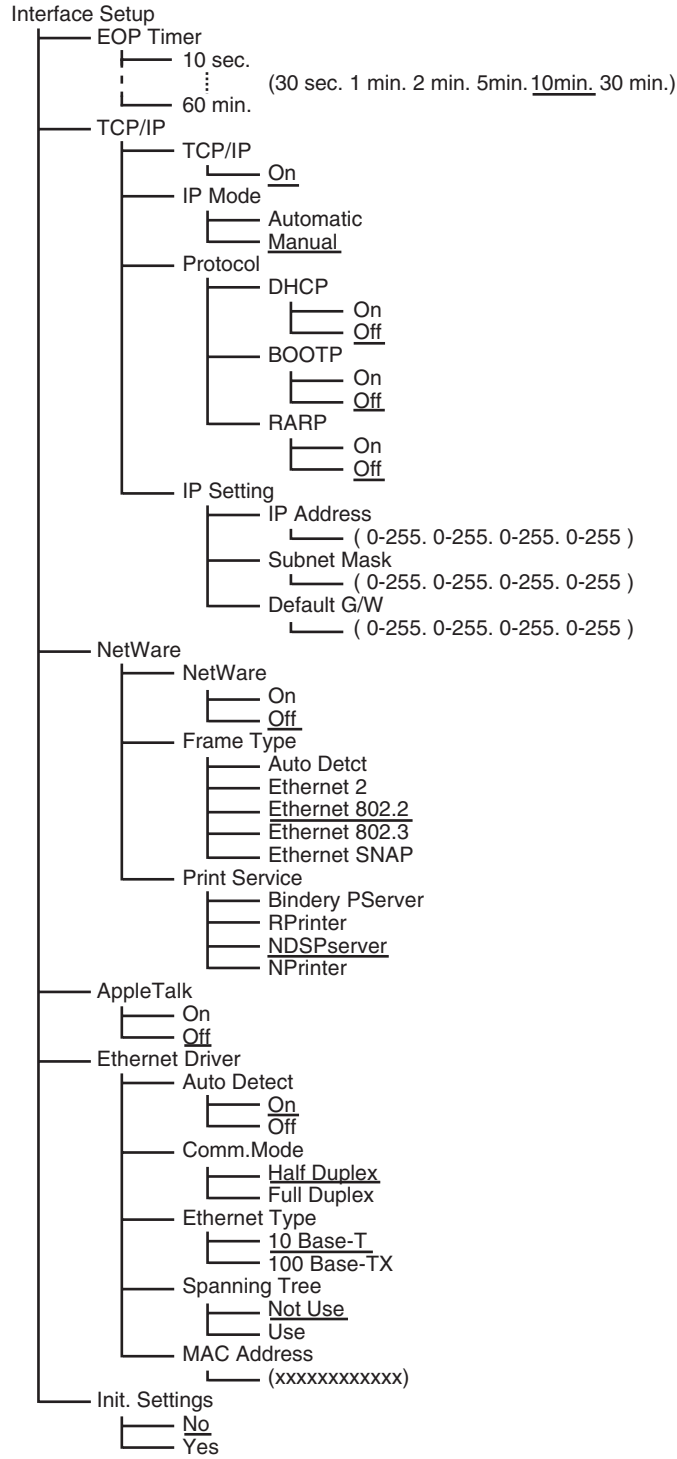 Interface Setup
EOP Timer
10 sec.
(30 sec. 1 min. 2 min. 5min. 10min. 30 min.)
60 min.
TCP/IP
TCP/IP
On
IP Mode
Automatic
Manual
Protocol
DHCP
On
Off
BOOTP
On
Off
RARP
On
Off
IP Setting
IP Address
( 0-255. 0-255. 0-255. 0-255 )
Subnet Mask
( 0-255. 0-255. 0-255. 0-255 )
Default G/W
( 0-255. 0-255. 0-255. 0-255 )
NetWare
NetWare
On
Off
Frame Type
Auto Detct
Ethernet 2
Ethernet 802.2
Ethernet 802.3
Ethernet SNAP
Print Service
Bindery PServer
RPrinter
NDSPserver
NPrinter
AppleTalk
On
Off
Ethernet Driver
Auto Detect
On
Off
Comm.Mode
Half Duplex
Full Duplex
Ethernet Type
10 Base-T
100 Base-TX
Spanning Tree
Not Use
Use
MAC Address
(xxxxxxxxxxxx)
Init. Settings
No
Yes